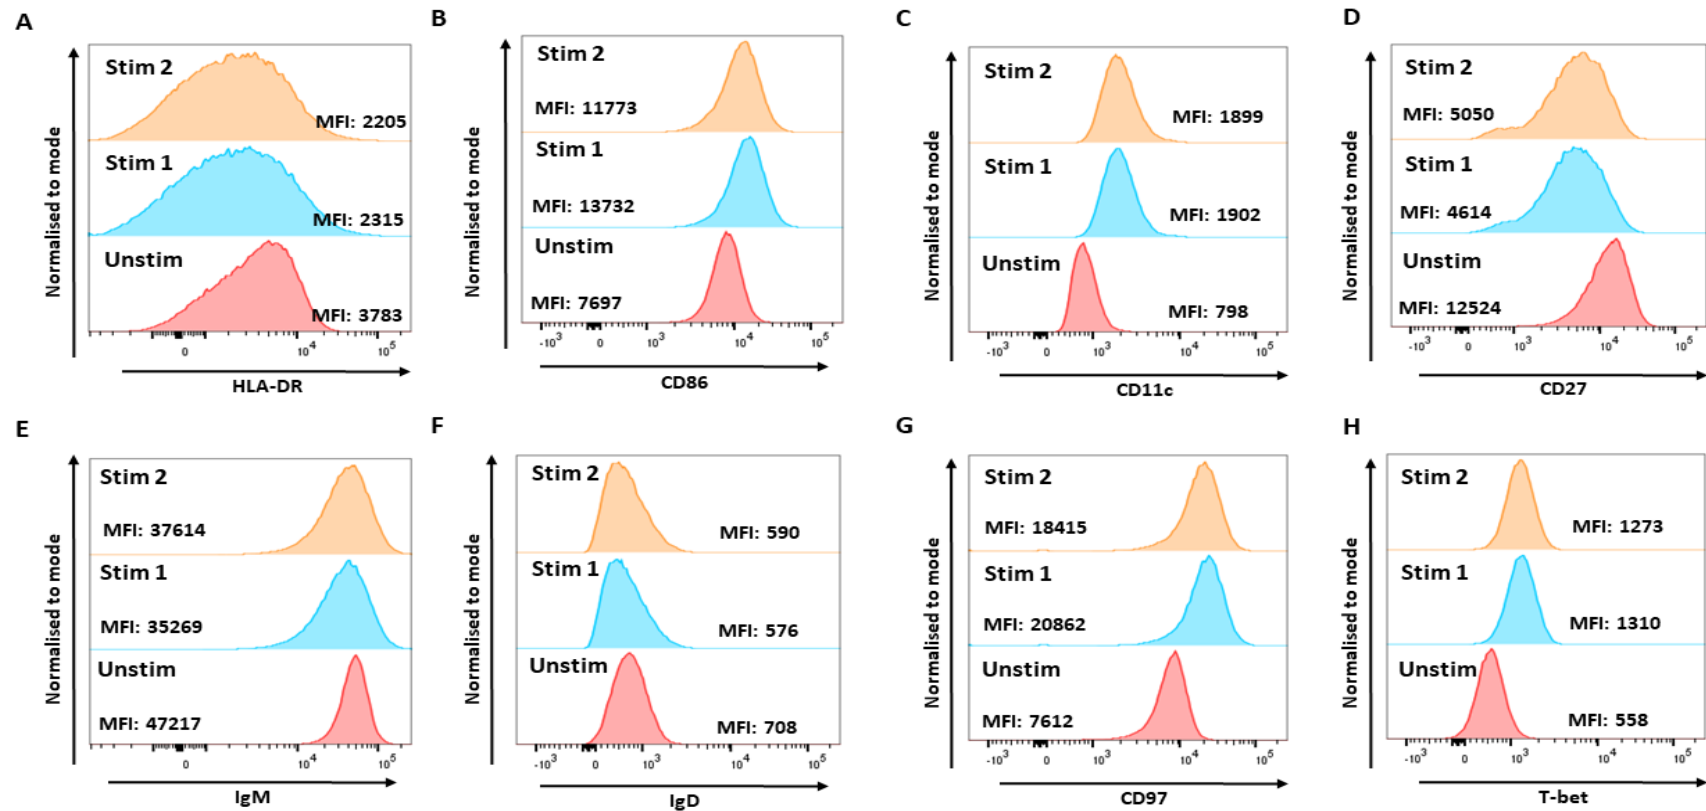 A
Normalised to mode
Stim 2
MFI: 2205
Stim 1
MFI: 2315
Unstim
MFI: 3783
0 10^4 10^5
HLA-DR
B
Normalised to mode
Stim 2
MFI: 11773
Stim 1
MFI: 13732
Unstim
MFI: 7697
-10^3 0 10^3 10^4 10^5
CD86
C
Normalised to mode
Stim 2
MFI: 1899
Stim 1
MFI: 1902
Unstim
MFI: 798
-10^3 0 10^3 10^4 10^5
CD11c
D
Normalised to mode
Stim 2
MFI: 5050
Stim 1
MFI: 4614
Unstim
MFI: 12524
-10^3 0 10^3 10^4 10^5
CD27
E
Normalised to mode
Stim 2
MFI: 37614
Stim 1
MFI: 35269
Unstim
MFI: 47217
0 10^4 10^5
IgM
F
Normalised to mode
Stim 2
MFI: 590
Stim 1
MFI: 576
Unstim
MFI: 708
-10^3 0 10^3 10^4 10^5
IgD
G
Normalised to mode
Stim 2
MFI: 18415
Stim 1
MFI: 20862
Unstim
MFI: 7612
-10^3 0 10^3 10^4 10^5
CD97
H
Normalised to mode
Stim 2
MFI: 1273
Stim 1
MFI: 1310
Unstim
MFI: 558
-10^3 0 10^3 10^4 10^5
T-bet